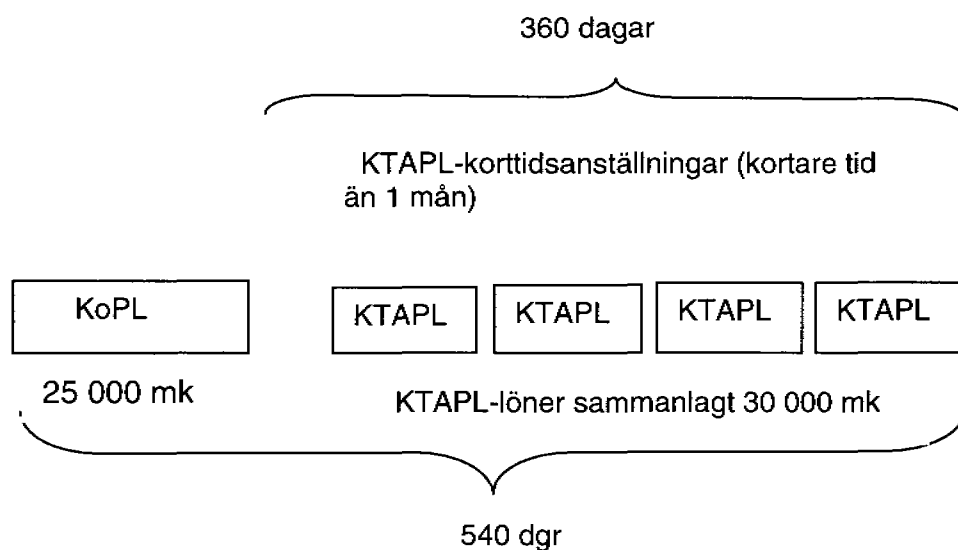 360 dagar
KTAPL-korttidsanställningar (kortare tid
än 1 mån)
KoPL KTAPL KTAPL KTAPL KTAPL
25 000 mk KTAPL-löner sammanlagt 30 000 mk
540 dgr